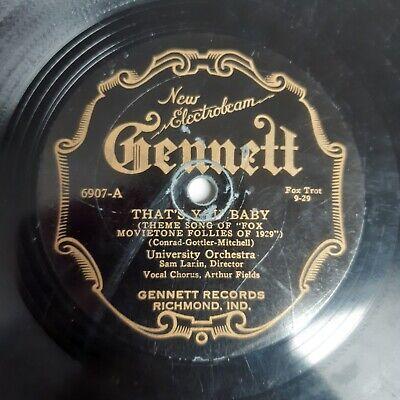 New
Electrobeam
Gennett
6907-A
Fox Trot
9-29
THAT'S YOU, BABY
(THEME SONG OF "FOX
MOVIETONE FOLLIES OF 1929")
(Conrad-Gottler-Mitchell)
University Orchestra
Sam Lanin, Director
Vocal Chorus, Arthur Fields
GENNETT RECORDS
RICHMOND, IND.